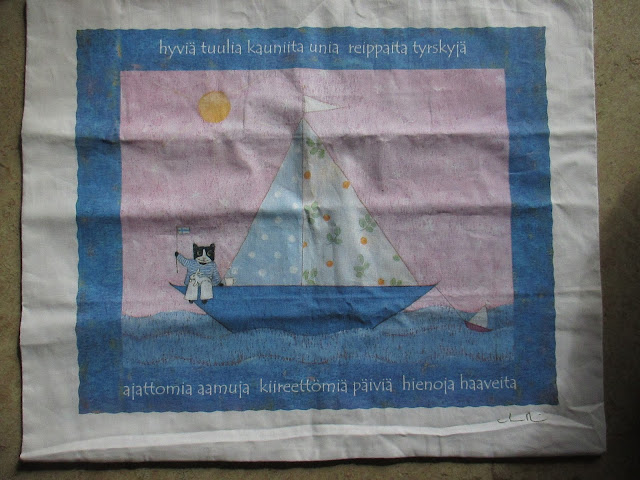 hyviä tuulia kauniita unia reippaita tyrskyjä
ajattomia aamuja kiireettömiä päiviä hienoja haaveita